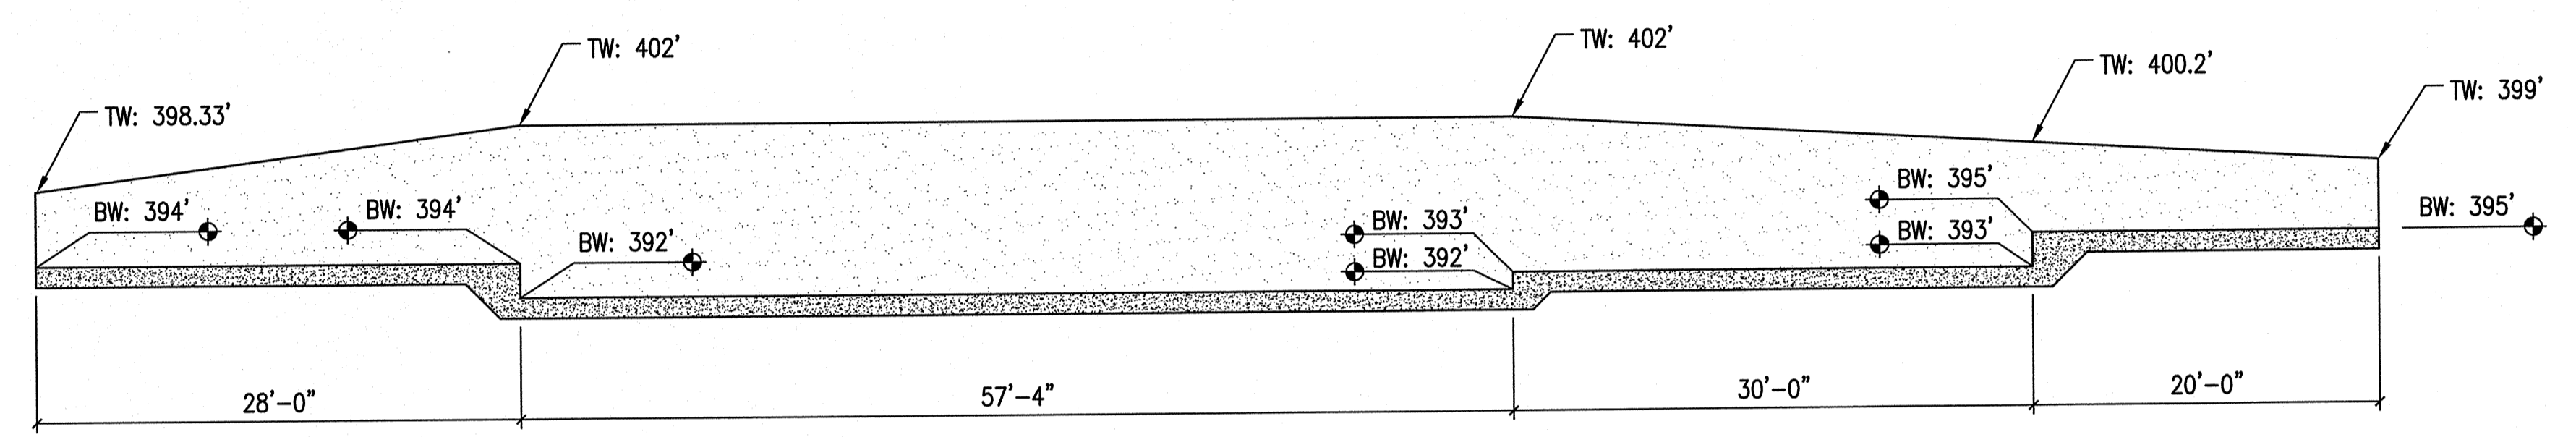 TW: 398.33'
TW: 402'
TW: 402'
TW: 400.2'
TW: 399'
BW: 394'
BW: 394'
BW: 392'
BW: 393'
BW: 392'
BW: 395'
BW: 393'
BW: 395'
28'-0"
57'-4"
30'-0"
20'-0"